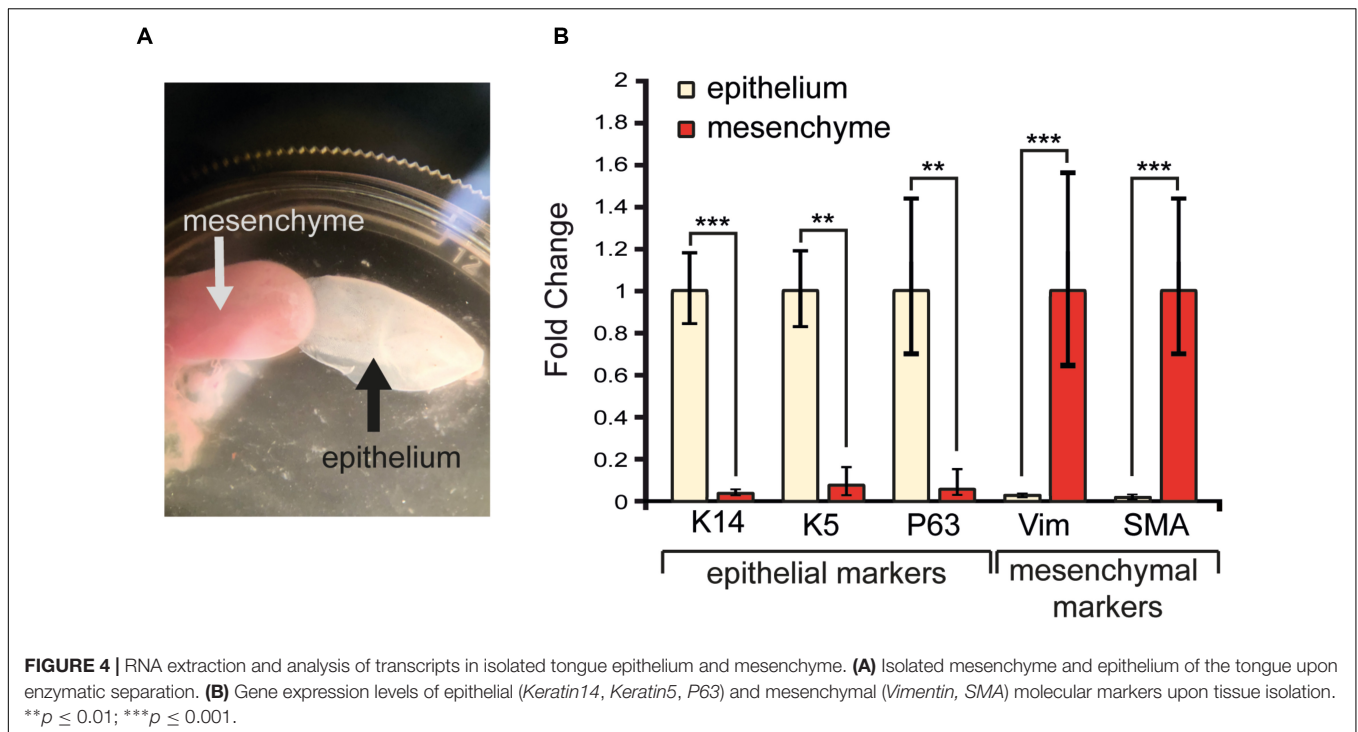 A
mesenchyme
12
epithelium
B
Fold Change
2
1.8
1.6
1.4
1.2
1
0.8
0.6
0.4
0.2
0
epithelium
mesenchyme
***
**
**
***
***
K14 K5 P63 Vim SMA
epithelial markers
mesenchymal
markers
FIGURE 4 | RNA extraction and analysis of transcripts in isolated tongue epithelium and mesenchyme. (A) Isolated mesenchyme and epithelium of the tongue upon
enzymatic separation. (B) Gene expression levels of epithelial (Keratin14, Keratin5, P63) and mesenchymal (Vimentin, SMA) molecular markers upon tissue isolation.
**p ≤ 0.01; ***p ≤ 0.001.